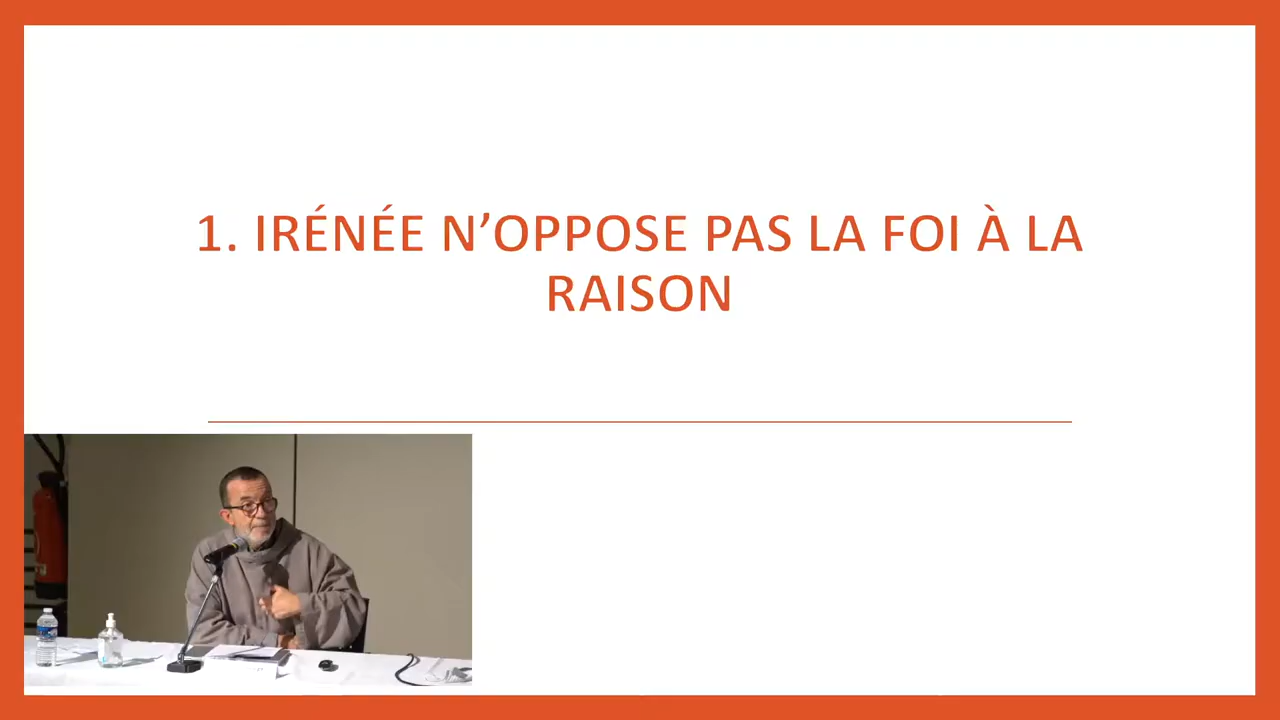 1. IRÉNÉE N’OPPOSE PAS LA FOI À LA
RAISON